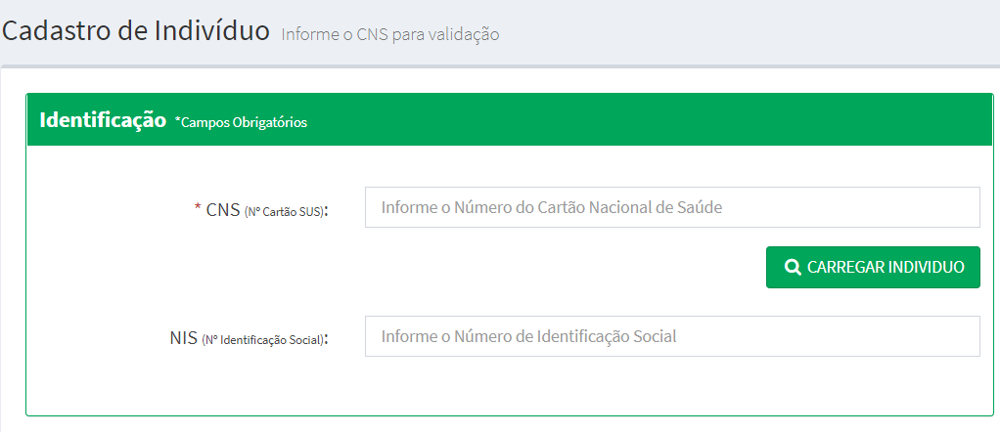 Cadastro de Indivíduo Informe o CNS para validação
Identificação *Campos Obrigatórios
* CNS (Nº Cartão SUS): Informe o Número do Cartão Nacional de Saúde
CARREGAR INDIVIDUO
NIS (Nº Identificação Social): Informe o Número de Identificação Social